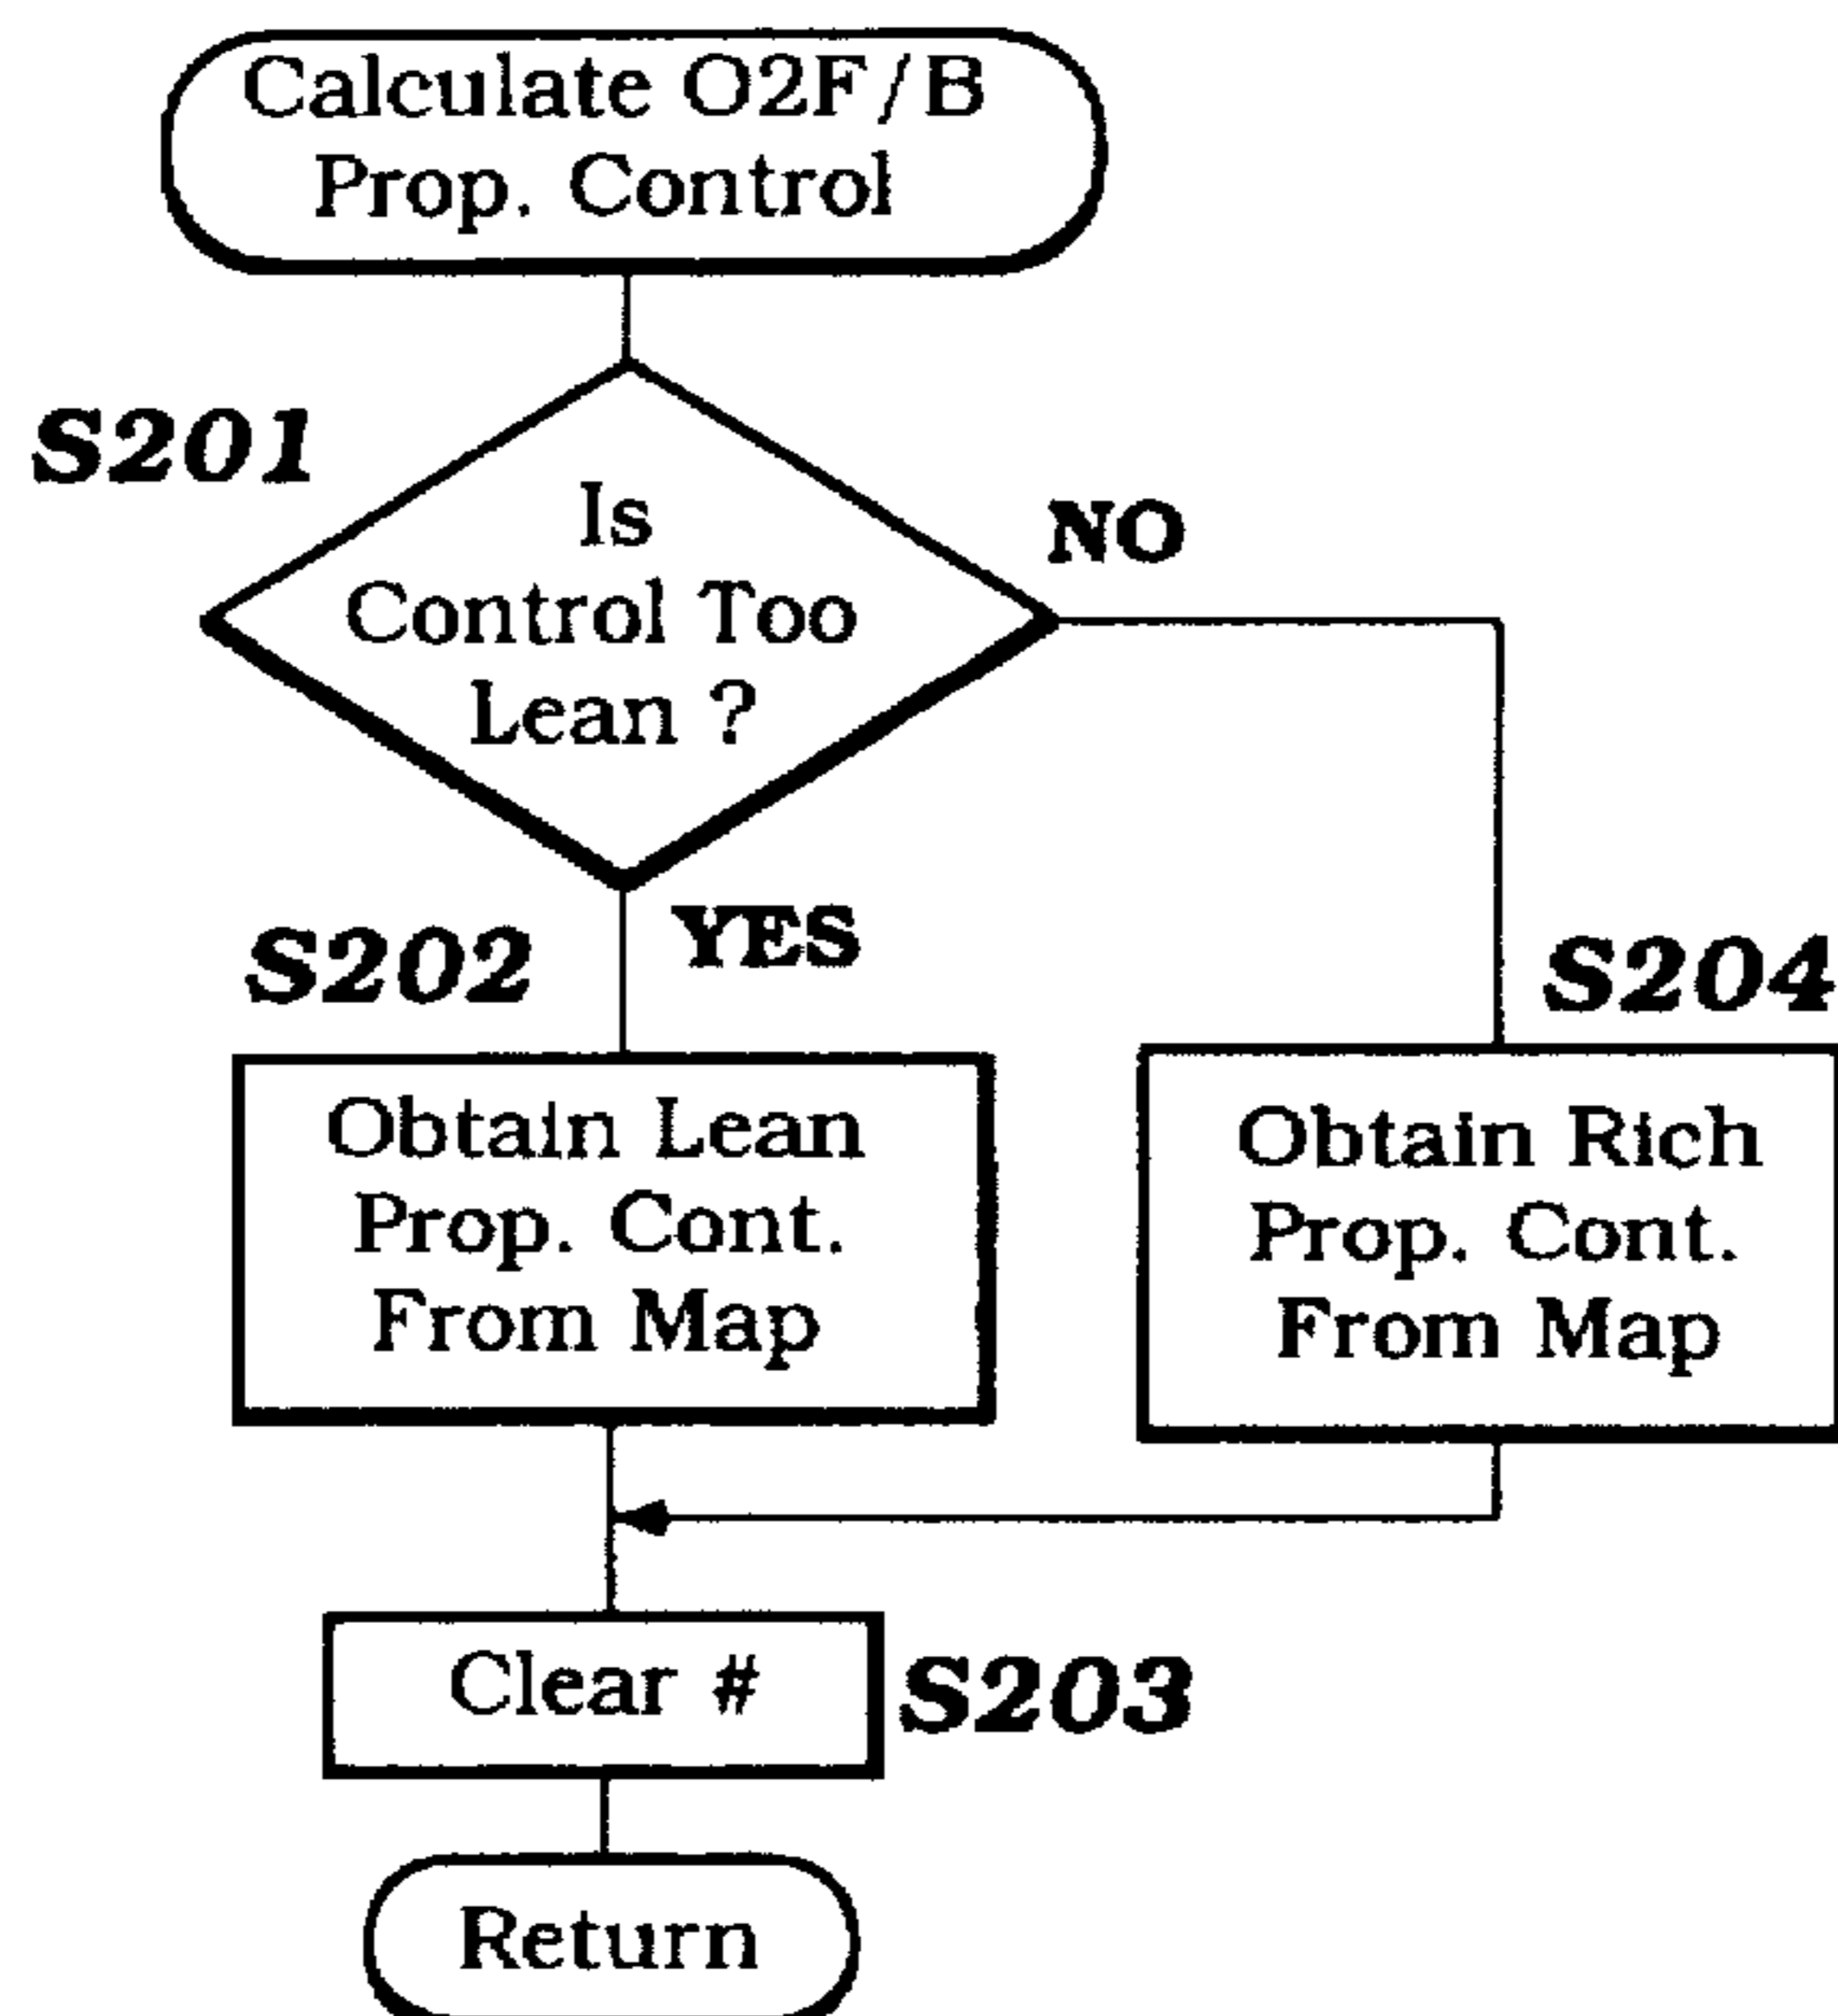 Calculate O2F/B
Prop. Control
S201
Is
Control Too
Lean ?
NO
YES
S202
S204
Obtain Lean
Prop. Cont.
From Map
Obtain Rich
Prop. Cont.
From Map
Clear #
S203
Return